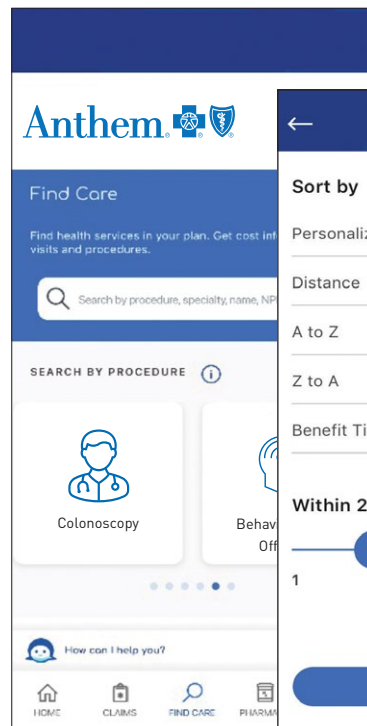 Anthem
Find Care
Find health services in your plan. Get cost inf
visits and procedures.
Search by procedure, specialty, name, NP
SEARCH BY PROCEDURE
Colonoscopy
Behav
Off
How can I help you?
HOME
CLAIMS
FIND CARE
PHARMA
Sort by
Personaliz
Distance
A to Z
Z to A
Benefit Ti
Within 2
1